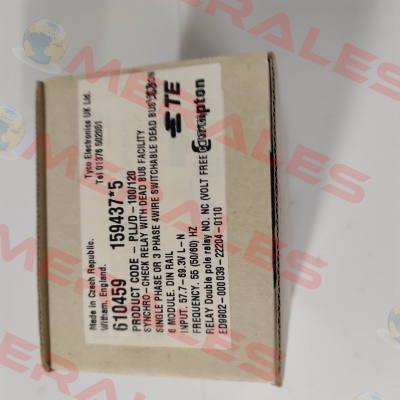 MERALES
Made in Czech Republic. Tyco Electronics UK Ltd.
Witham, England. Tel 01376 502601
610459 159437*5
PRODUCT CODE - PLL/D-100/120
SYNCHRO-CHECK RELAY WITH DEAD BUS FACILITY
SINGLE PHASE OR 3 PHASE 4WIRE SWITCHABLE DEAD BUS
6 MODULE. DIN RAIL
INPUT. 57.7 - 69.3V L-N
FREQUENCY. 55 (50/60) HZ
RELAY Double pole relay NO. NC (VOLT FREE
ED9902-000039-22204-0110
TE
Crompton